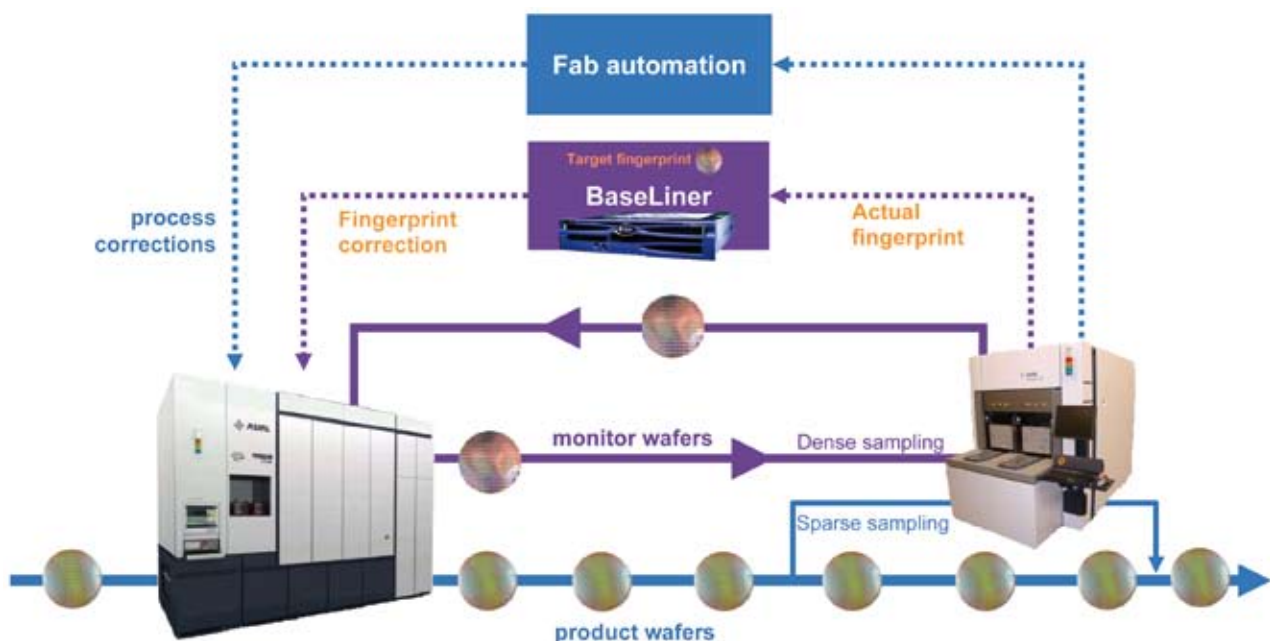 Fab automation
Target fingerprint
BaseLiner
process
corrections
Fingerprint
correction
Actual
fingerprint
ASML
monitor wafers
Dense sampling
Sparse sampling
product wafers